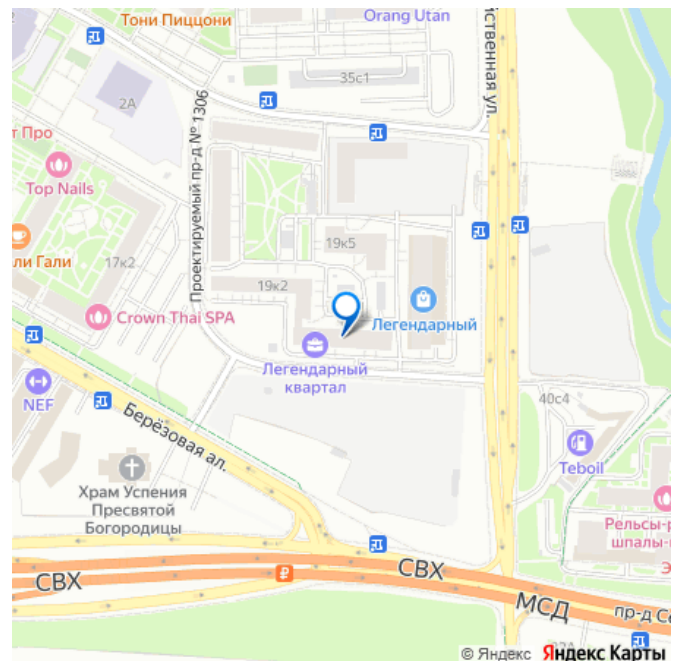 Тони Пиццони
Orang Utan
йственная ул.
35с1
2А
Проектируемый пр-д № 1306
т Про
Top Nails
ли Гали
17к2
19к5
19к2
Crown Thai SPA
Легендарный
Легендарный
квартал
NEF
Берёзовая ал.
40с4
Teboil
Храм Успения
Пресвятой
Богородицы
Рельсы-р
шпалы-
Э
СВХ
СВХ
МСД
пр-д Се
© Яндекс Яндекс Карты